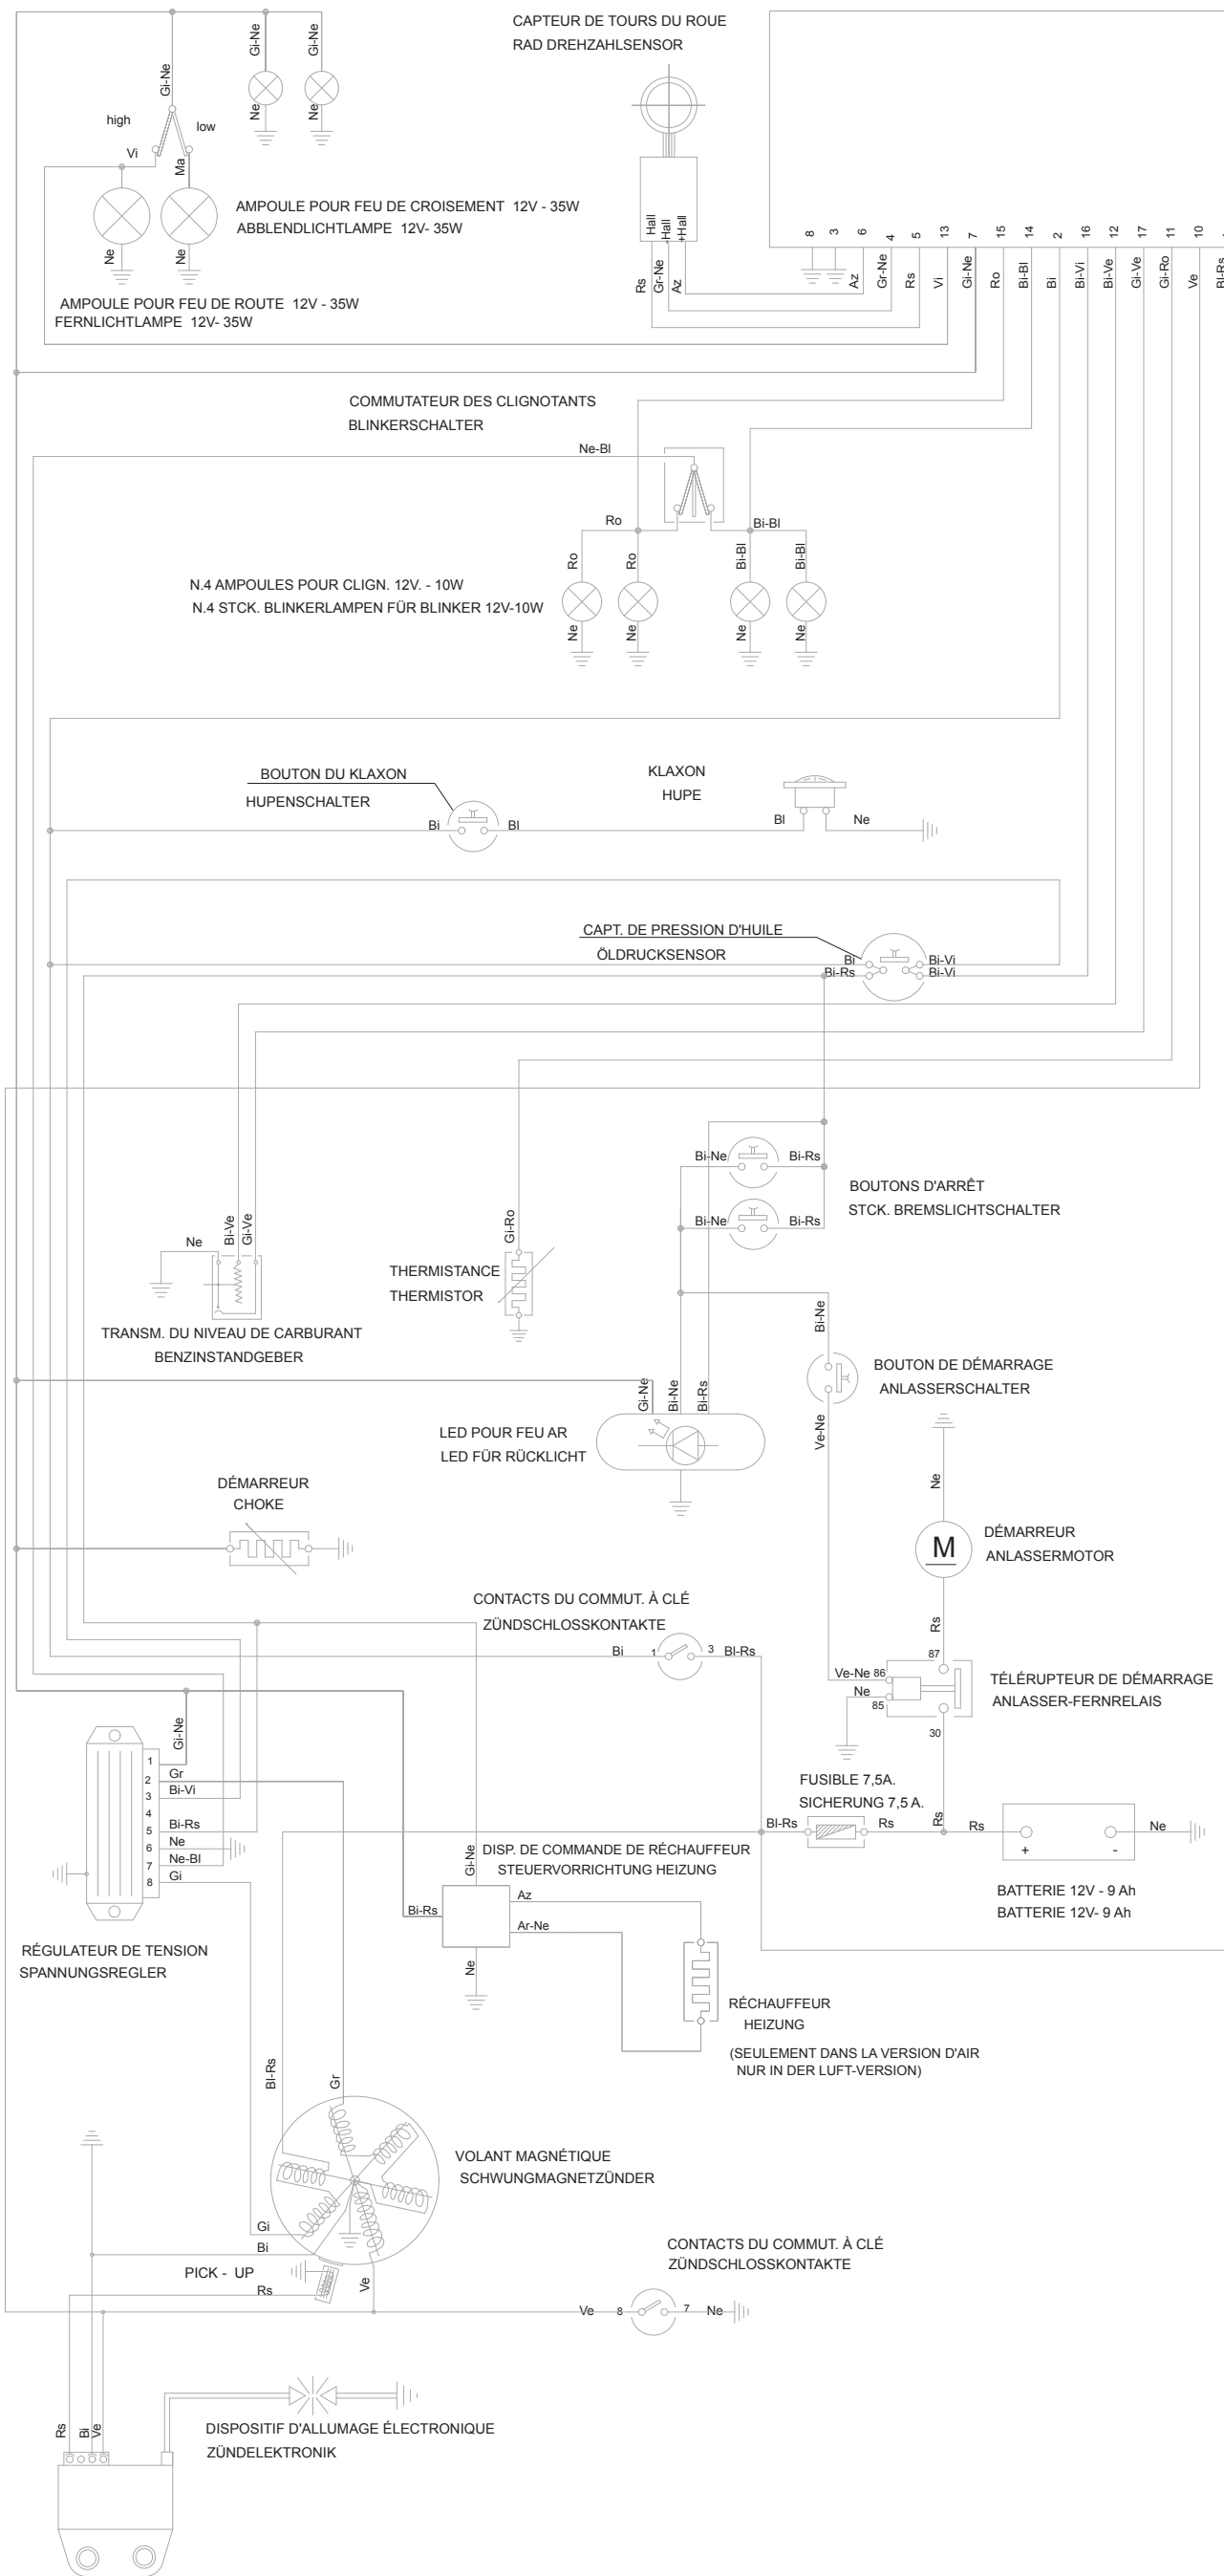 CAPTEUR DE TOURS DU ROUE
RAD DREHZAHLSENSOR
Gi-Ne
Gi-Ne
Gi-Ne
Ne
Ne
high
low
Vi
Ma
Ne
Ne
AMPOULE POUR FEU DE CROISEMENT 12V - 35W
ABBLENDLICHTLAMPE 12V- 35W
AMPOULE POUR FEU DE ROUTE 12V - 35W
FERNLICHTLAMPE 12V- 35W
Hall
-Hall
+Hall
Rs
Gr-Ne
Az
8
3
6
4
5
13
7
15
14
2
16
12
17
11
10
Az
Gr-Ne
Rs
Vi
Gi-Ne
Ro
Bi-Bl
Bi
Bi-Vi
Bi-Ve
Gi-Ve
Gi-Ro
Ve
Bl-Rs
COMMUTATEUR DES CLIGNOTANTS
BLINKERSCHALTER
Ne-Bl
Ro
Bi-Bl
Ro
Ro
Bi-Bl
Bi-Bl
N.4 AMPOULES POUR CLIGN. 12V. - 10W
N.4 STCK. BLINKERLAMPEN FÜR BLINKER 12V-10W
Ne
Ne
Ne
Ne
BOUTON DU KLAXON
HUPENSCHALTER
KLAXON
HUPE
Bi
Bl
Bl
Ne
CAPT. DE PRESSION D'HUILE
ÖLDRUCKSENSOR
Bi
Bi-Rs
Bi-Vi
Bi-Vi
Bi-Ne
Bi-Rs
Bi-Ne
Bi-Rs
BOUTONS D'ARRÊT
STCK. BREMSLICHTSCHALTER
Ne
Bi-Ve
Gi-Ve
Gi-Ro
THERMISTANCE
THERMISTOR
TRANSM. DU NIVEAU DE CARBURANT
BENZINSTANDGEBER
Bi-Ne
BOUTON DE DÉMARRAGE
ANLASSERSCHALTER
Ve-Ne
Gi-Ne
Bi-Ne
Bi-Rs
LED POUR FEU AR
LED FÜR RÜCKLICHT
DÉMARREUR
CHOKE
Ne
M
DÉMARREUR
ANLASSERMOTOR
Rs
CONTACTS DU COMMUT. À CLÉ
ZÜNDSCHLOSSKONTAKTE
Bi
1
3
Bl-Rs
87
Ve-Ne 86
Ne
85
30
TÉLÉRUPTEUR DE DÉMARRAGE
ANLASSER-FERNRELAIS
Gi-Ne
1
2
3
4
5
6
7
8
Gr
Bi-Vi
Bi-Rs
Ne
Ne-Bl
Gi
RÉGULATEUR DE TENSION
SPANNUNGSREGLER
FUSIBLE 7,5A.
SICHERUNG 7,5 A.
Bl-Rs
Rs
Rs
Rs
+
-
Ne
BATTERIE 12V - 9 Ah
BATTERIE 12V- 9 Ah
DISP. DE COMMANDE DE RÉCHAUFFEUR
STEUERVORRICHTUNG HEIZUNG
Gi-Ne
Bi-Rs
Az
Ar-Ne
Ne
RÉCHAUFFEUR
HEIZUNG
(SEULEMENT DANS LA VERSION D'AIR
NUR IN DER LUFT-VERSION)
Bl-Rs
Gr
VOLANT MAGNÉTIQUE
SCHWUNGMAGNETZÜNDER
Gi
Bi
PICK - UP
Rs
Ve
CONTACTS DU COMMUT. À CLÉ
ZÜNDSCHLOSSKONTAKTE
Ve
8
7
Ne
Rs
Bi
Ve
DISPOSITIF D'ALLUMAGE ÉLECTRONIQUE
ZÜNDELEKTRONIK